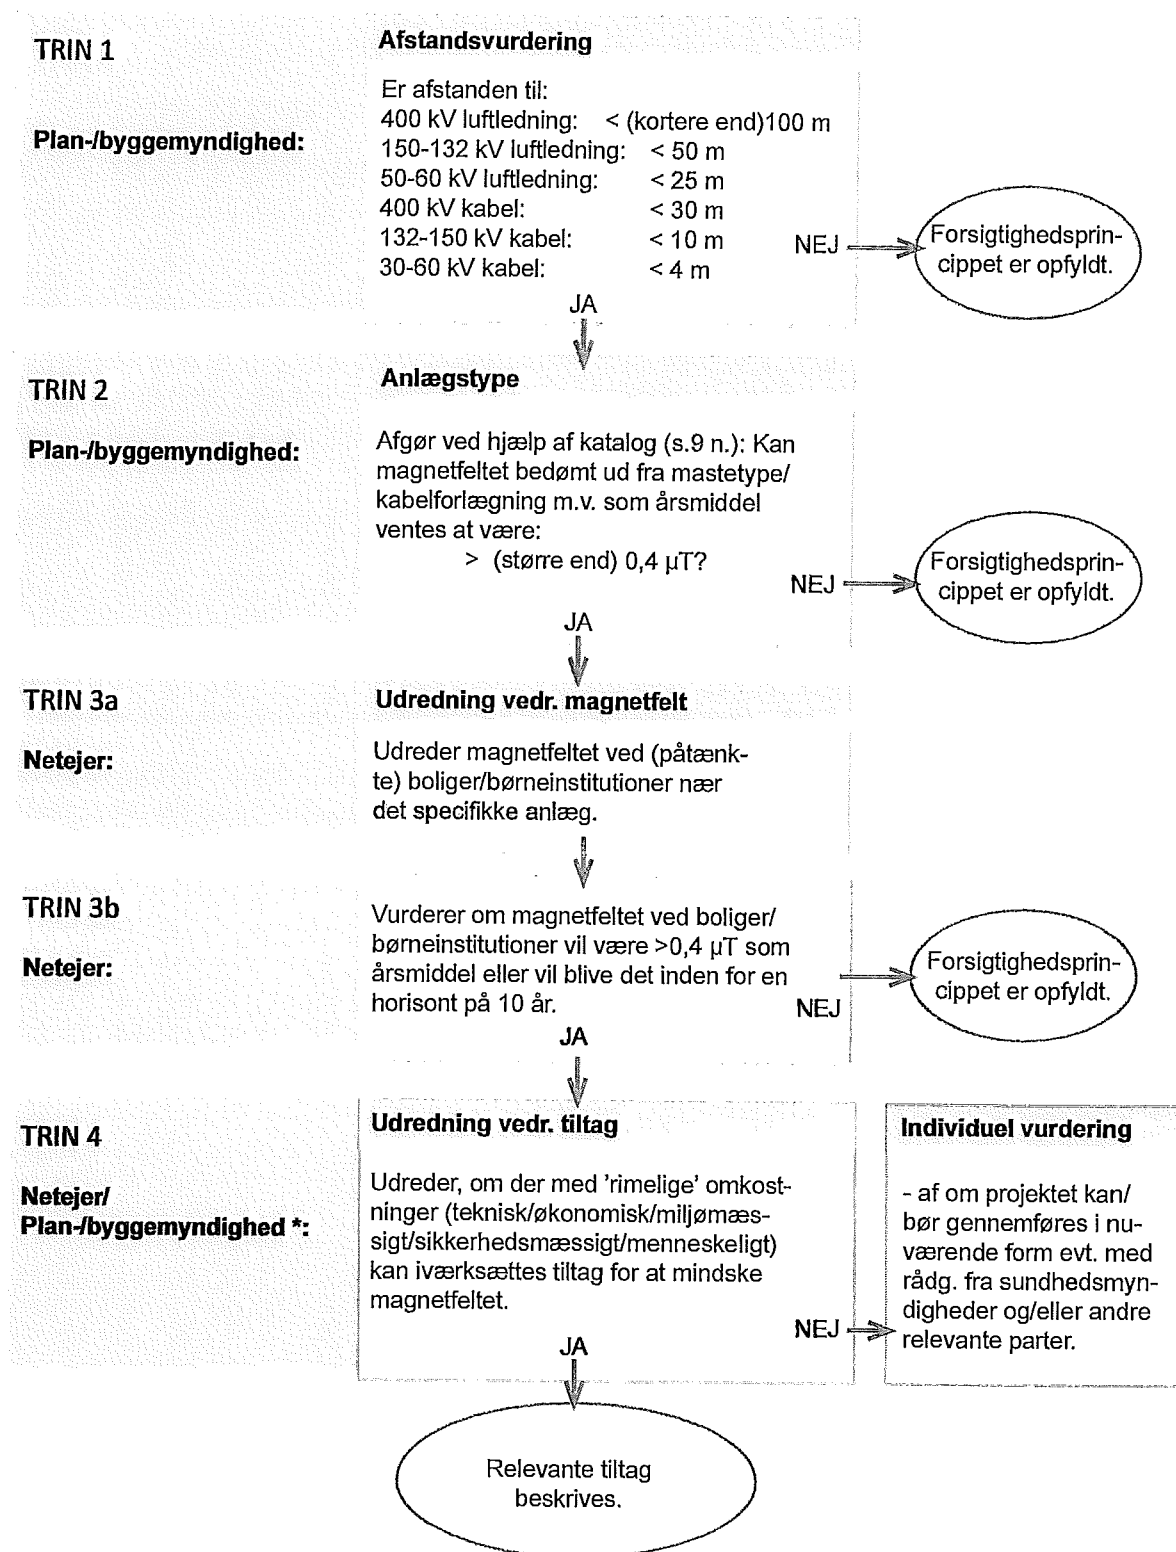 TRIN 1
Plan-/byggemyndighed:
Afstandsvurdering
Er afstanden til:
400 kV luftledning: < (kortere end)100 m
150-132 kV luftledning: < 50 m
50-60 kV luftledning: < 25 m
400 kV kabel: < 30 m
132-150 kV kabel: < 10 m
30-60 kV kabel: < 4 m
NEJ
Forsigtighedsprin-
cippet er opfyldt.
JA
TRIN 2
Plan-/byggemyndighed:
Anlægstype
Afgør ved hjælp af katalog (s.9 n.): Kan
magnetfeltet bedømt ud fra mastetype/
kabelforlægning m.v. som årsmiddel
ventes at være:
> (større end) 0,4 µT?
NEJ
Forsigtighedsprin-
cippet er opfyldt.
JA
TRIN 3a
Netejer:
Udredning vedr. magnetfelt
Udreder magnetfeltet ved (påtænk-
te) boliger/børneinstitutioner nær
det specifikke anlæg.
TRIN 3b
Netejer:
Vurderer om magnetfeltet ved boliger/
børneinstitutioner vil være >0,4 µT som
årsmiddel eller vil blive det inden for en
horisont på 10 år.
NEJ
Forsigtighedsprin-
cippet er opfyldt.
JA
TRIN 4
Netejer/
Plan-/byggemyndighed *:
Udredning vedr. tiltag
Udreder, om der med 'rimelige' omkost-
ninger (teknisk/økonomisk/miljømæs-
sigt/sikkerhedsmæssigt/menneskeligt)
kan iværksættes tiltag for at mindske
magnetfeltet.
NEJ
JA
Individuel vurdering
- af om projektet kan/
bør gennemføres i nu-
værende form evt. med
rådg. fra sundhedsmyn-
digheder og/eller andre
relevante parter.
Relevante tiltag
beskrives.